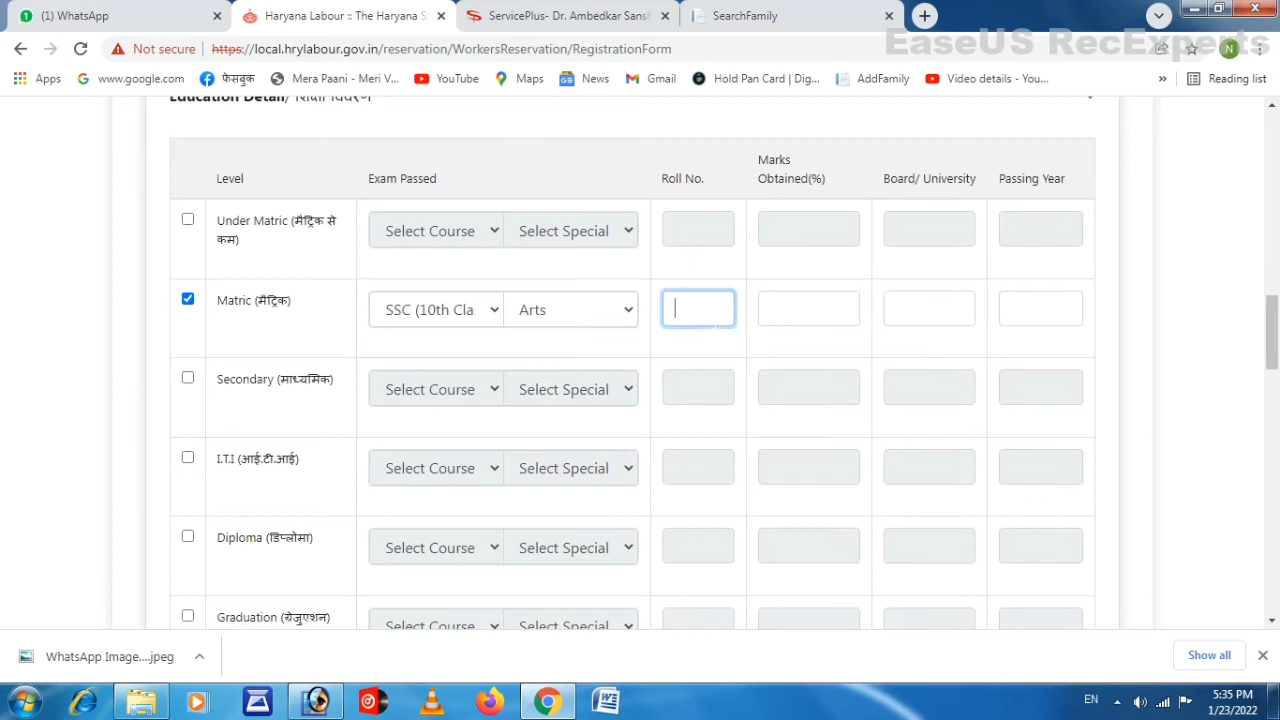 (1) WhatsApp
Haryana Labour :: The Haryana S
ServicePlus- Dr. Ambedkar Sansh
SearchFamily
EaseUS RecExperts
Not secure
https://local.hrylabour.gov.in/reservation/WorkersReservation/RegistrationForm
N
Apps
www.google.com
फेसबुक
Mera Paani - Meri V...
YouTube
Maps
News
Gmail
Hold Pan Card | Dig...
AddFamily
Video details - You...
»
Reading list
Education Detail/ शिक्षा विवरण
Level
Exam Passed
Roll No.
Marks
Obtained(%)
Board/ University
Passing Year
Under Matric (मैट्रिक से
कम)
Select Course
Select Special
Matric (मैट्रिक)
SSC (10th Cla
Arts
Secondary (माध्यमिक)
Select Course
Select Special
I.T.I (आई.टी.आई)
Select Course
Select Special
Diploma (डिप्लोमा)
Select Course
Select Special
Graduation (ग्रेजुएशन)
Select Course
Select Special
WhatsApp Image....jpeg
Show all
EN
5:35 PM
1/23/2022